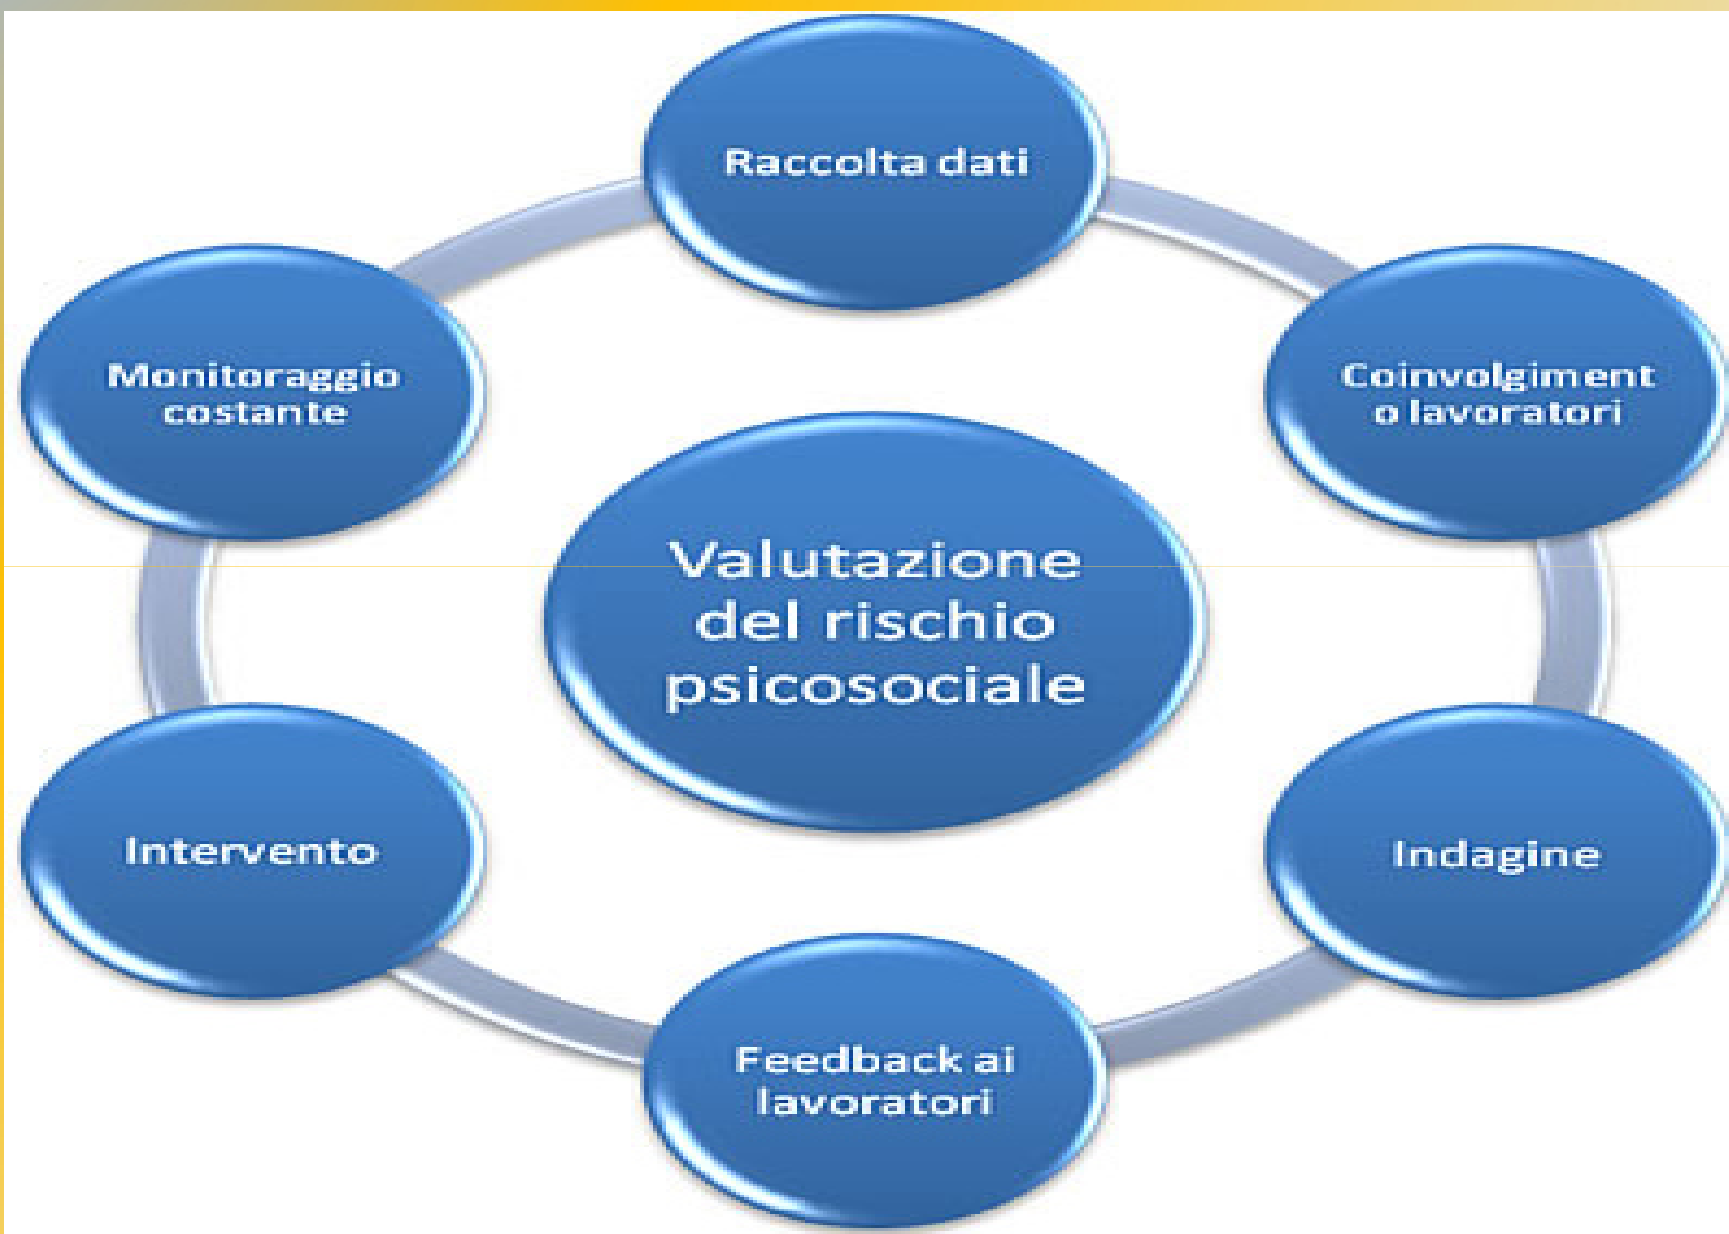 Raccolta dati
Coinvolgiment
o lavoratori
Indagine
Feedback ai
lavoratori
Intervento
Monitoraggio
costante
Valutazione
del rischio
psicosociale